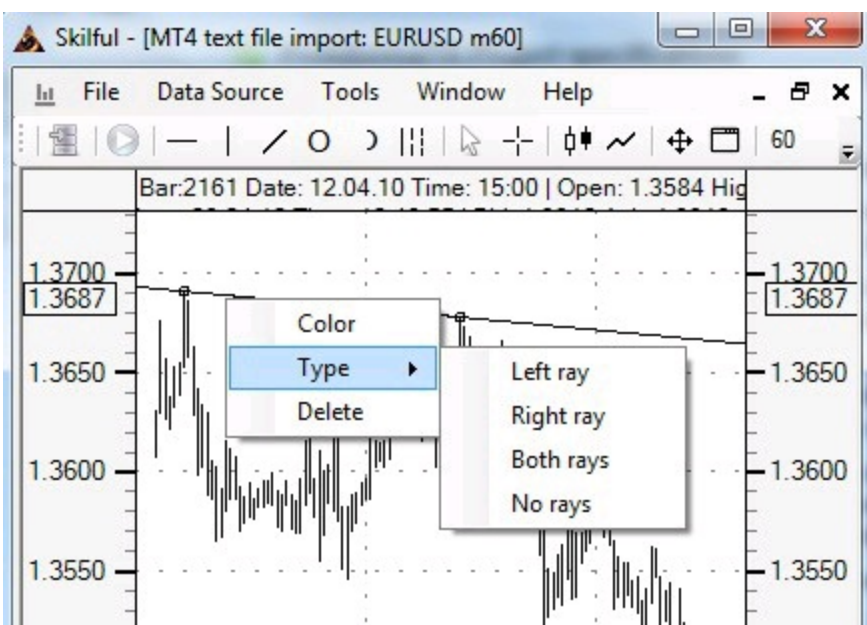 Skilful - [MT4 text file import: EURUSD m60]
File Data Source Tools Window Help
60
Bar:2161 Date: 12.04.10 Time: 15:00 | Open: 1.3584 Hig
1.3700 1.3700
1.3687 1.3687
Color
Type
Delete
Left ray
Right ray
Both rays
No rays
1.3650 1.3650
1.3600 1.3600
1.3550 1.3550